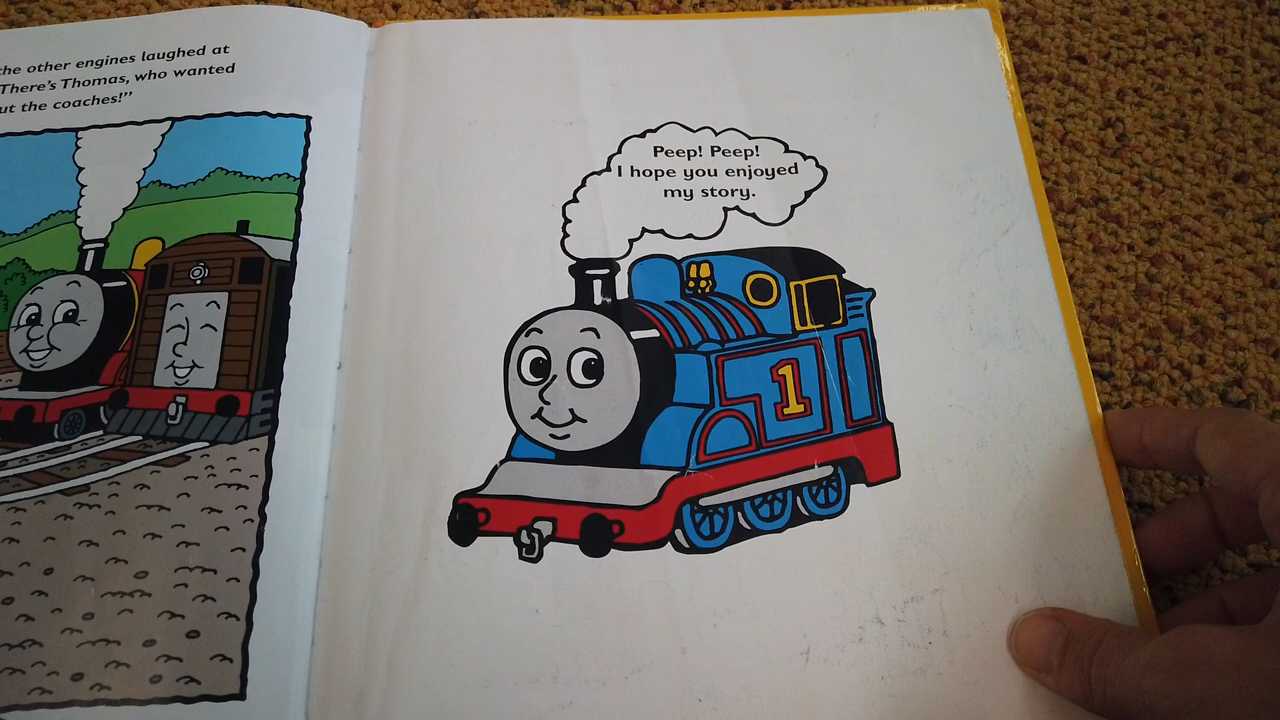 the other engines laughed at
There's Thomas, who wanted
ut the coaches!”
Peep! Peep!
I hope you enjoyed
my story.
1